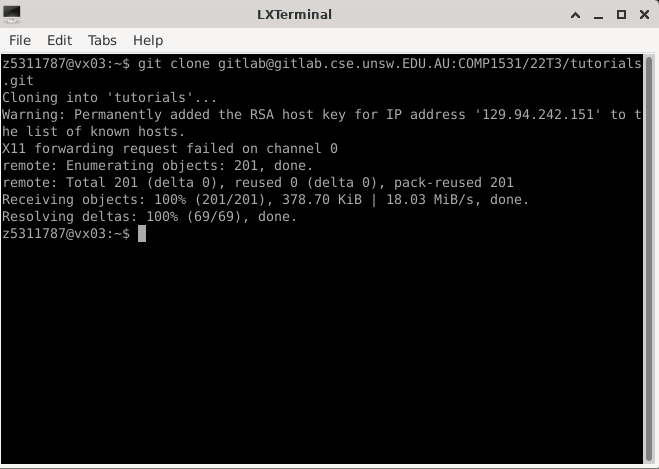 LXTerminal
File Edit Tabs Help
z5311787@vx03:~$ git clone gitlab@gitlab.cse.unsw.EDU.AU:COMP1531/22T3/tutorials
.git
Cloning into 'tutorials'...
Warning: Permanently added the RSA host key for IP address '129.94.242.151' to t
he list of known hosts.
X11 forwarding request failed on channel 0
remote: Enumerating objects: 201, done.
remote: Total 201 (delta 0), reused 0 (delta 0), pack-reused 201
Receiving objects: 100% (201/201), 378.70 KiB | 18.03 MiB/s, done.
Resolving deltas: 100% (69/69), done.
z5311787@vx03:~$